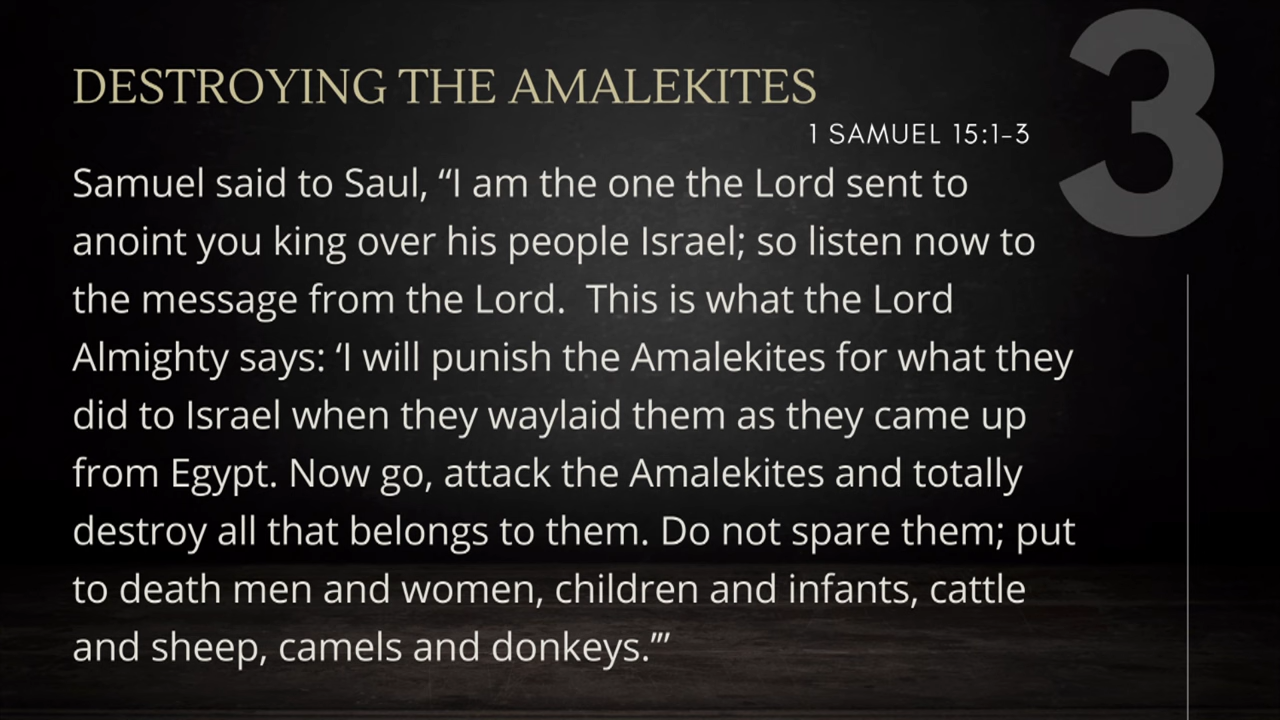 3
DESTROYING THE AMALEKITES
1 SAMUEL 15:1-3
Samuel said to Saul, “I am the one the Lord sent to
anoint you king over his people Israel; so listen now to
the message from the Lord.  This is what the Lord
Almighty says: ‘I will punish the Amalekites for what they
did to Israel when they waylaid them as they came up
from Egypt. Now go, attack the Amalekites and totally
destroy all that belongs to them. Do not spare them; put
to death men and women, children and infants, cattle
and sheep, camels and donkeys.”’